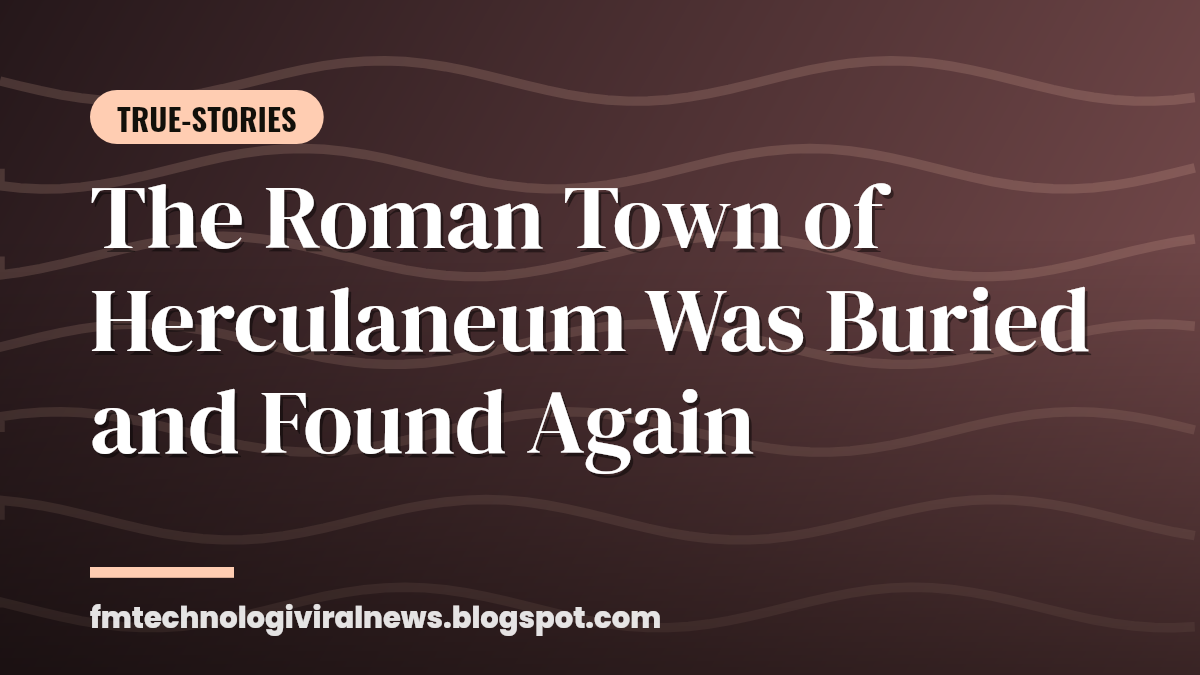 TRUE-STORIES
The Roman Town of
Herculaneum Was Buried
and Found Again
fmtechnologiviralnews.blogspot.com